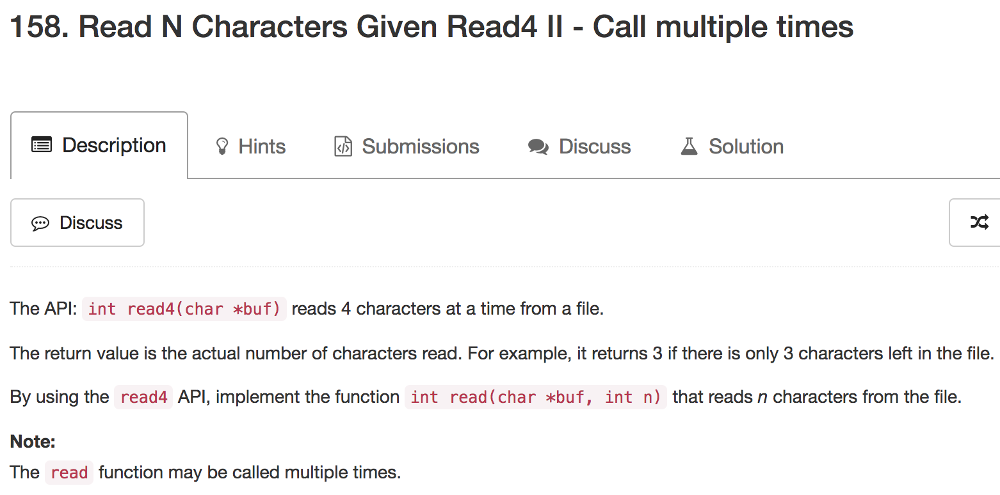 158. Read N Characters Given Read4 II - Call multiple times
Description Hints Submissions Discuss Solution
Discuss
The API: int read4(char *buf) reads 4 characters at a time from a file.
The return value is the actual number of characters read. For example, it returns 3 if there is only 3 characters left in the file.
By using the read4 API, implement the function int read(char *buf, int n) that reads n characters from the file.
Note:
The read function may be called multiple times.